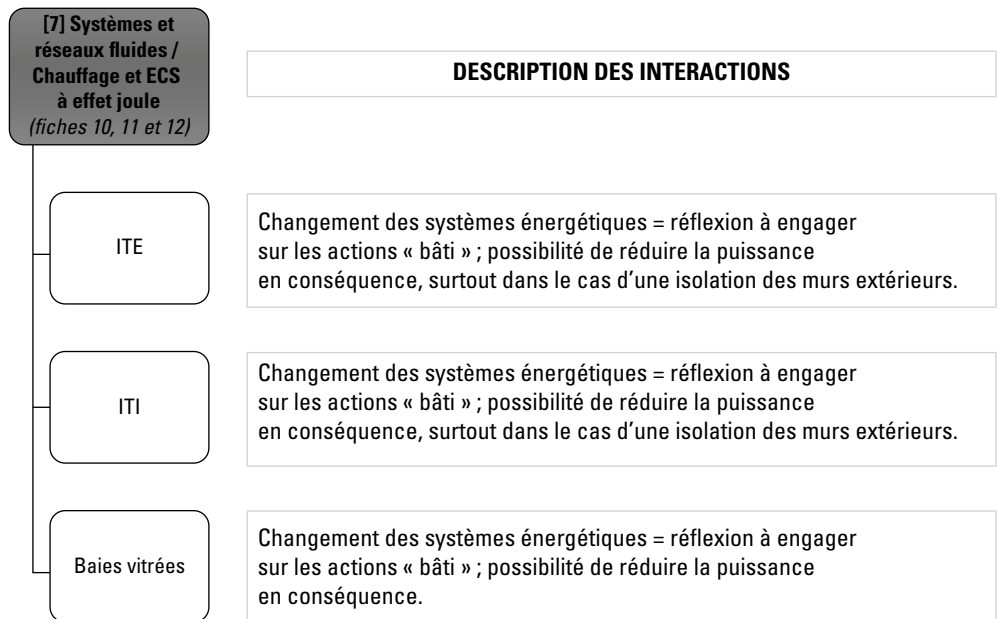 [7] Systèmes et
réseaux fluides /
Chauffage et ECS
à effet joule
(fiches 10, 11 et 12)
DESCRIPTION DES INTERACTIONS
ITE
Changement des systèmes énergétiques = réflexion à engager
sur les actions « bâti » ; possibilité de réduire la puissance
en conséquence, surtout dans le cas d’une isolation des murs extérieurs.
ITI
Changement des systèmes énergétiques = réflexion à engager
sur les actions « bâti » ; possibilité de réduire la puissance
en conséquence, surtout dans le cas d’une isolation des murs extérieurs.
Baies vitrées
Changement des systèmes énergétiques = réflexion à engager
sur les actions « bâti » ; possibilité de réduire la puissance
en conséquence.